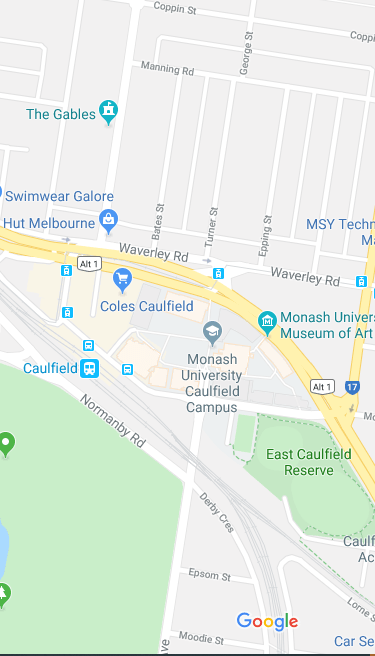 Coppin St
George St
Coppi
Manning Rd
The Gables
Swimwear Galore
Hut Melbourne
Bates St
Turner St
Epping St
MSY Techn
Ma
Waverley Rd
Waverley Rd
Alt 1
Coles Caulfield
Monash Univers
Museum of Art
Monash
University
Caulfield
Campus
Caulfield
Alt 1
17
Normanby Rd
East Caulfield
Reserve
Derby Cres
Caulf
Ac
Epsom St
Lorne S
Google
Moodie St
Car Se
ve